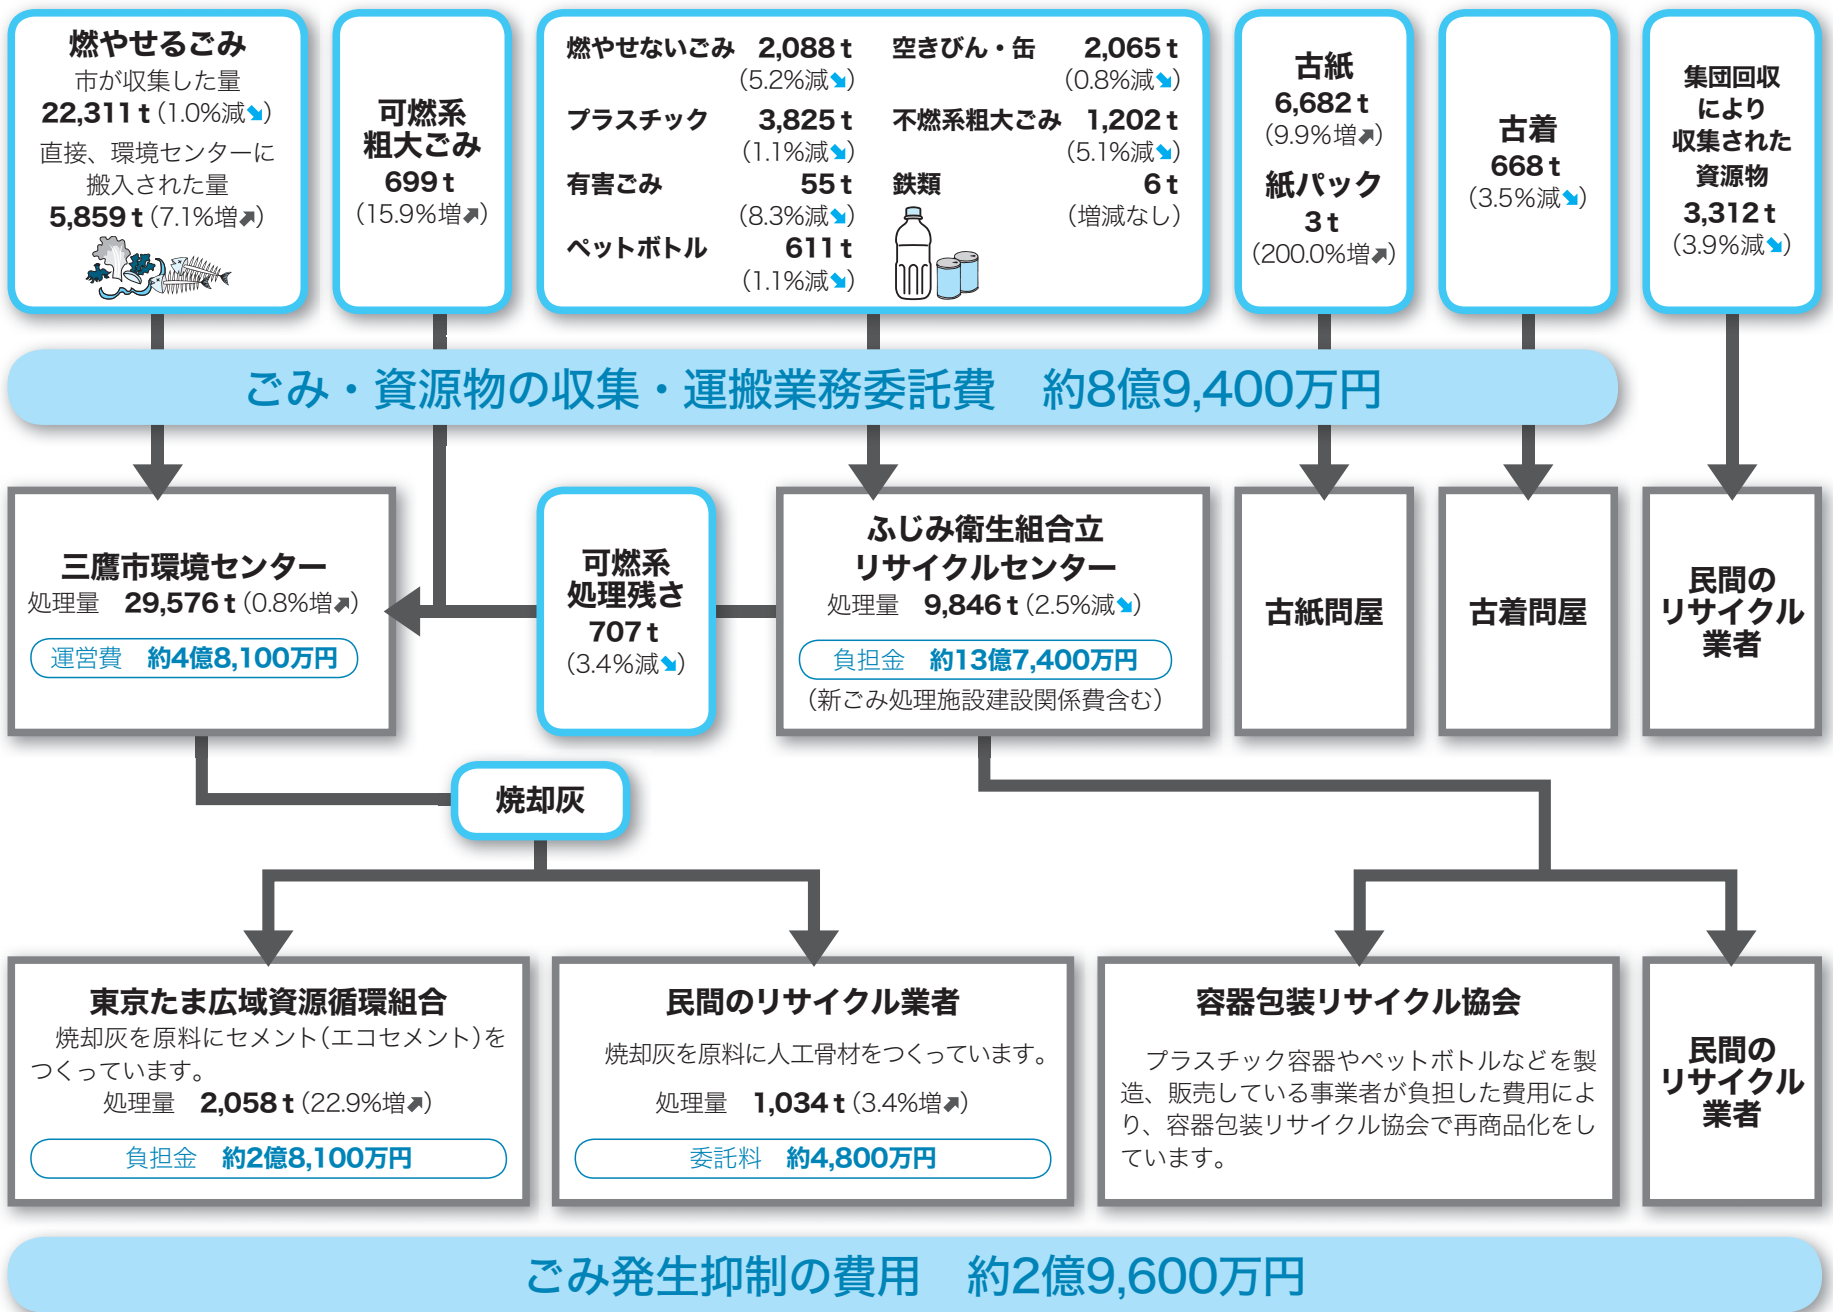 燃やせるごみ
市が収集した量
22,311 t (1.0%減➘)
直接、環境センターに
搬入された量
5,859 t (7.1%増➚)
可燃系
粗大ごみ
699 t
(15.9%増➚)
燃やせないごみ 2,088 t
(5.2%減➘)
プラスチック 3,825 t
(1.1%減➘)
有害ごみ 55 t
(8.3%減➘)
ペットボトル 611 t
(1.1%減➘)
空きびん・缶 2,065 t
(0.8%減➘)
不燃系粗大ごみ 1,202 t
(5.1%減➘)
鉄類 6 t
(増減なし)
古紙
6,682 t
(9.9%増➚)
紙パック
3 t
(200.0%増➚)
古着
668 t
(3.5%減➘)
集団回収
により
収集された
資源物
3,312 t
(3.9%減➘)
ごみ・資源物の収集・運搬業務委託費　約8億9,400万円
三鷹市環境センター
処理量　29,576 t (0.8%増➚)
運営費　約4億8,100万円
可燃系
処理残さ
707 t
(3.4%減➘)
ふじみ衛生組合立
リサイクルセンター
処理量　9,846 t (2.5%減➘)
負担金　約13億7,400万円
(新ごみ処理施設建設関係費含む)
古紙問屋
古着問屋
民間の
リサイクル
業者
焼却灰
東京たま広域資源循環組合
焼却灰を原料にセメント(エコセメント)を
つくっています。
処理量　2,058 t (22.9%増➚)
負担金　約2億8,100万円
民間のリサイクル業者
焼却灰を原料に人工骨材をつくっています。
処理量　1,034 t (3.4%増➚)
委託料　約4,800万円
容器包装リサイクル協会
プラスチック容器やペットボトルなどを製
造、販売している事業者が負担した費用によ
り、容器包装リサイクル協会で再商品化をし
ています。
民間の
リサイクル
業者
ごみ発生抑制の費用　約2億9,600万円